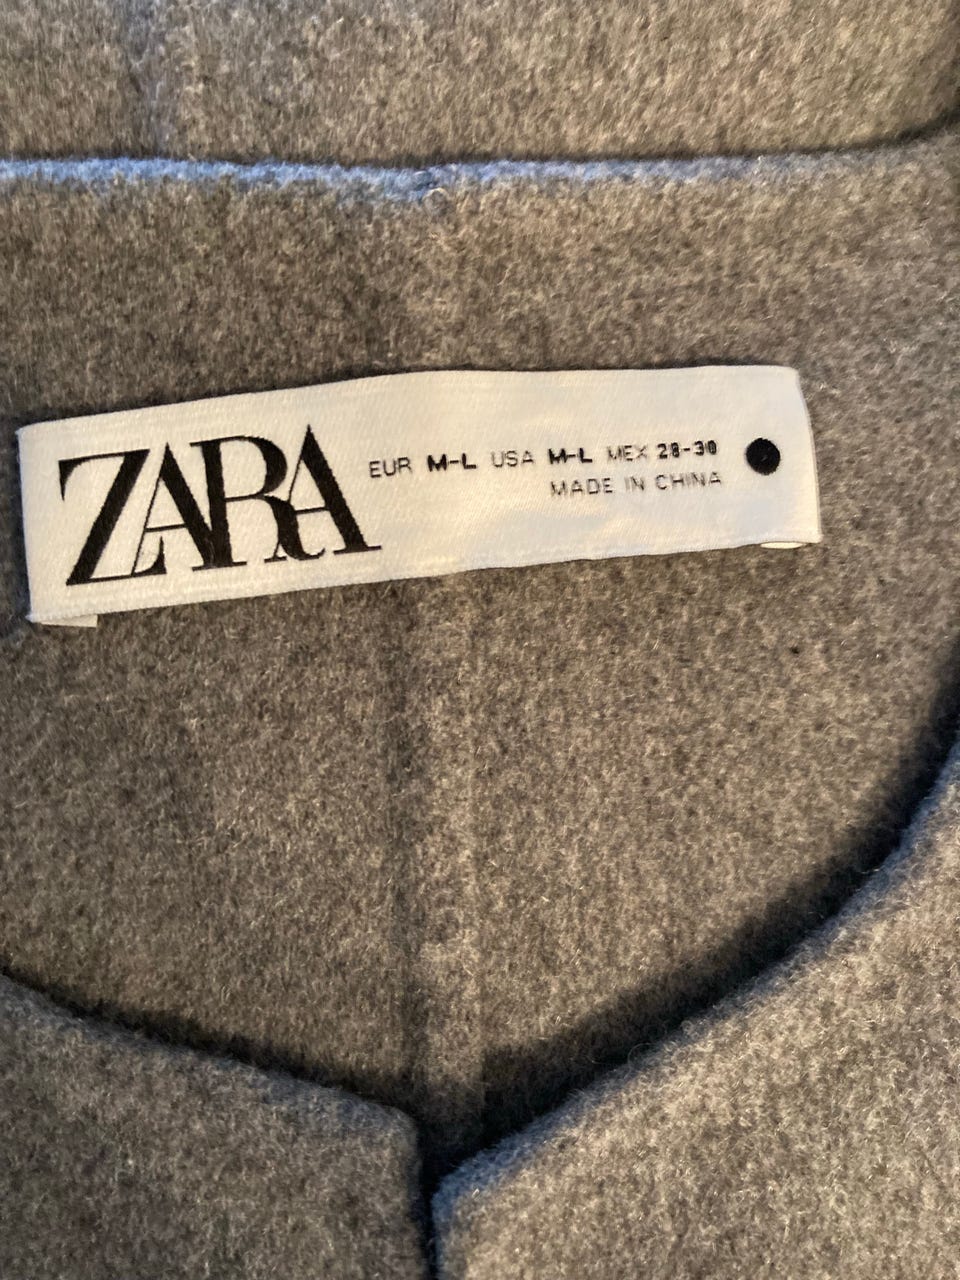 ZARA
EUR M-L USA M-L MEX 28-30
MADE IN CHINA